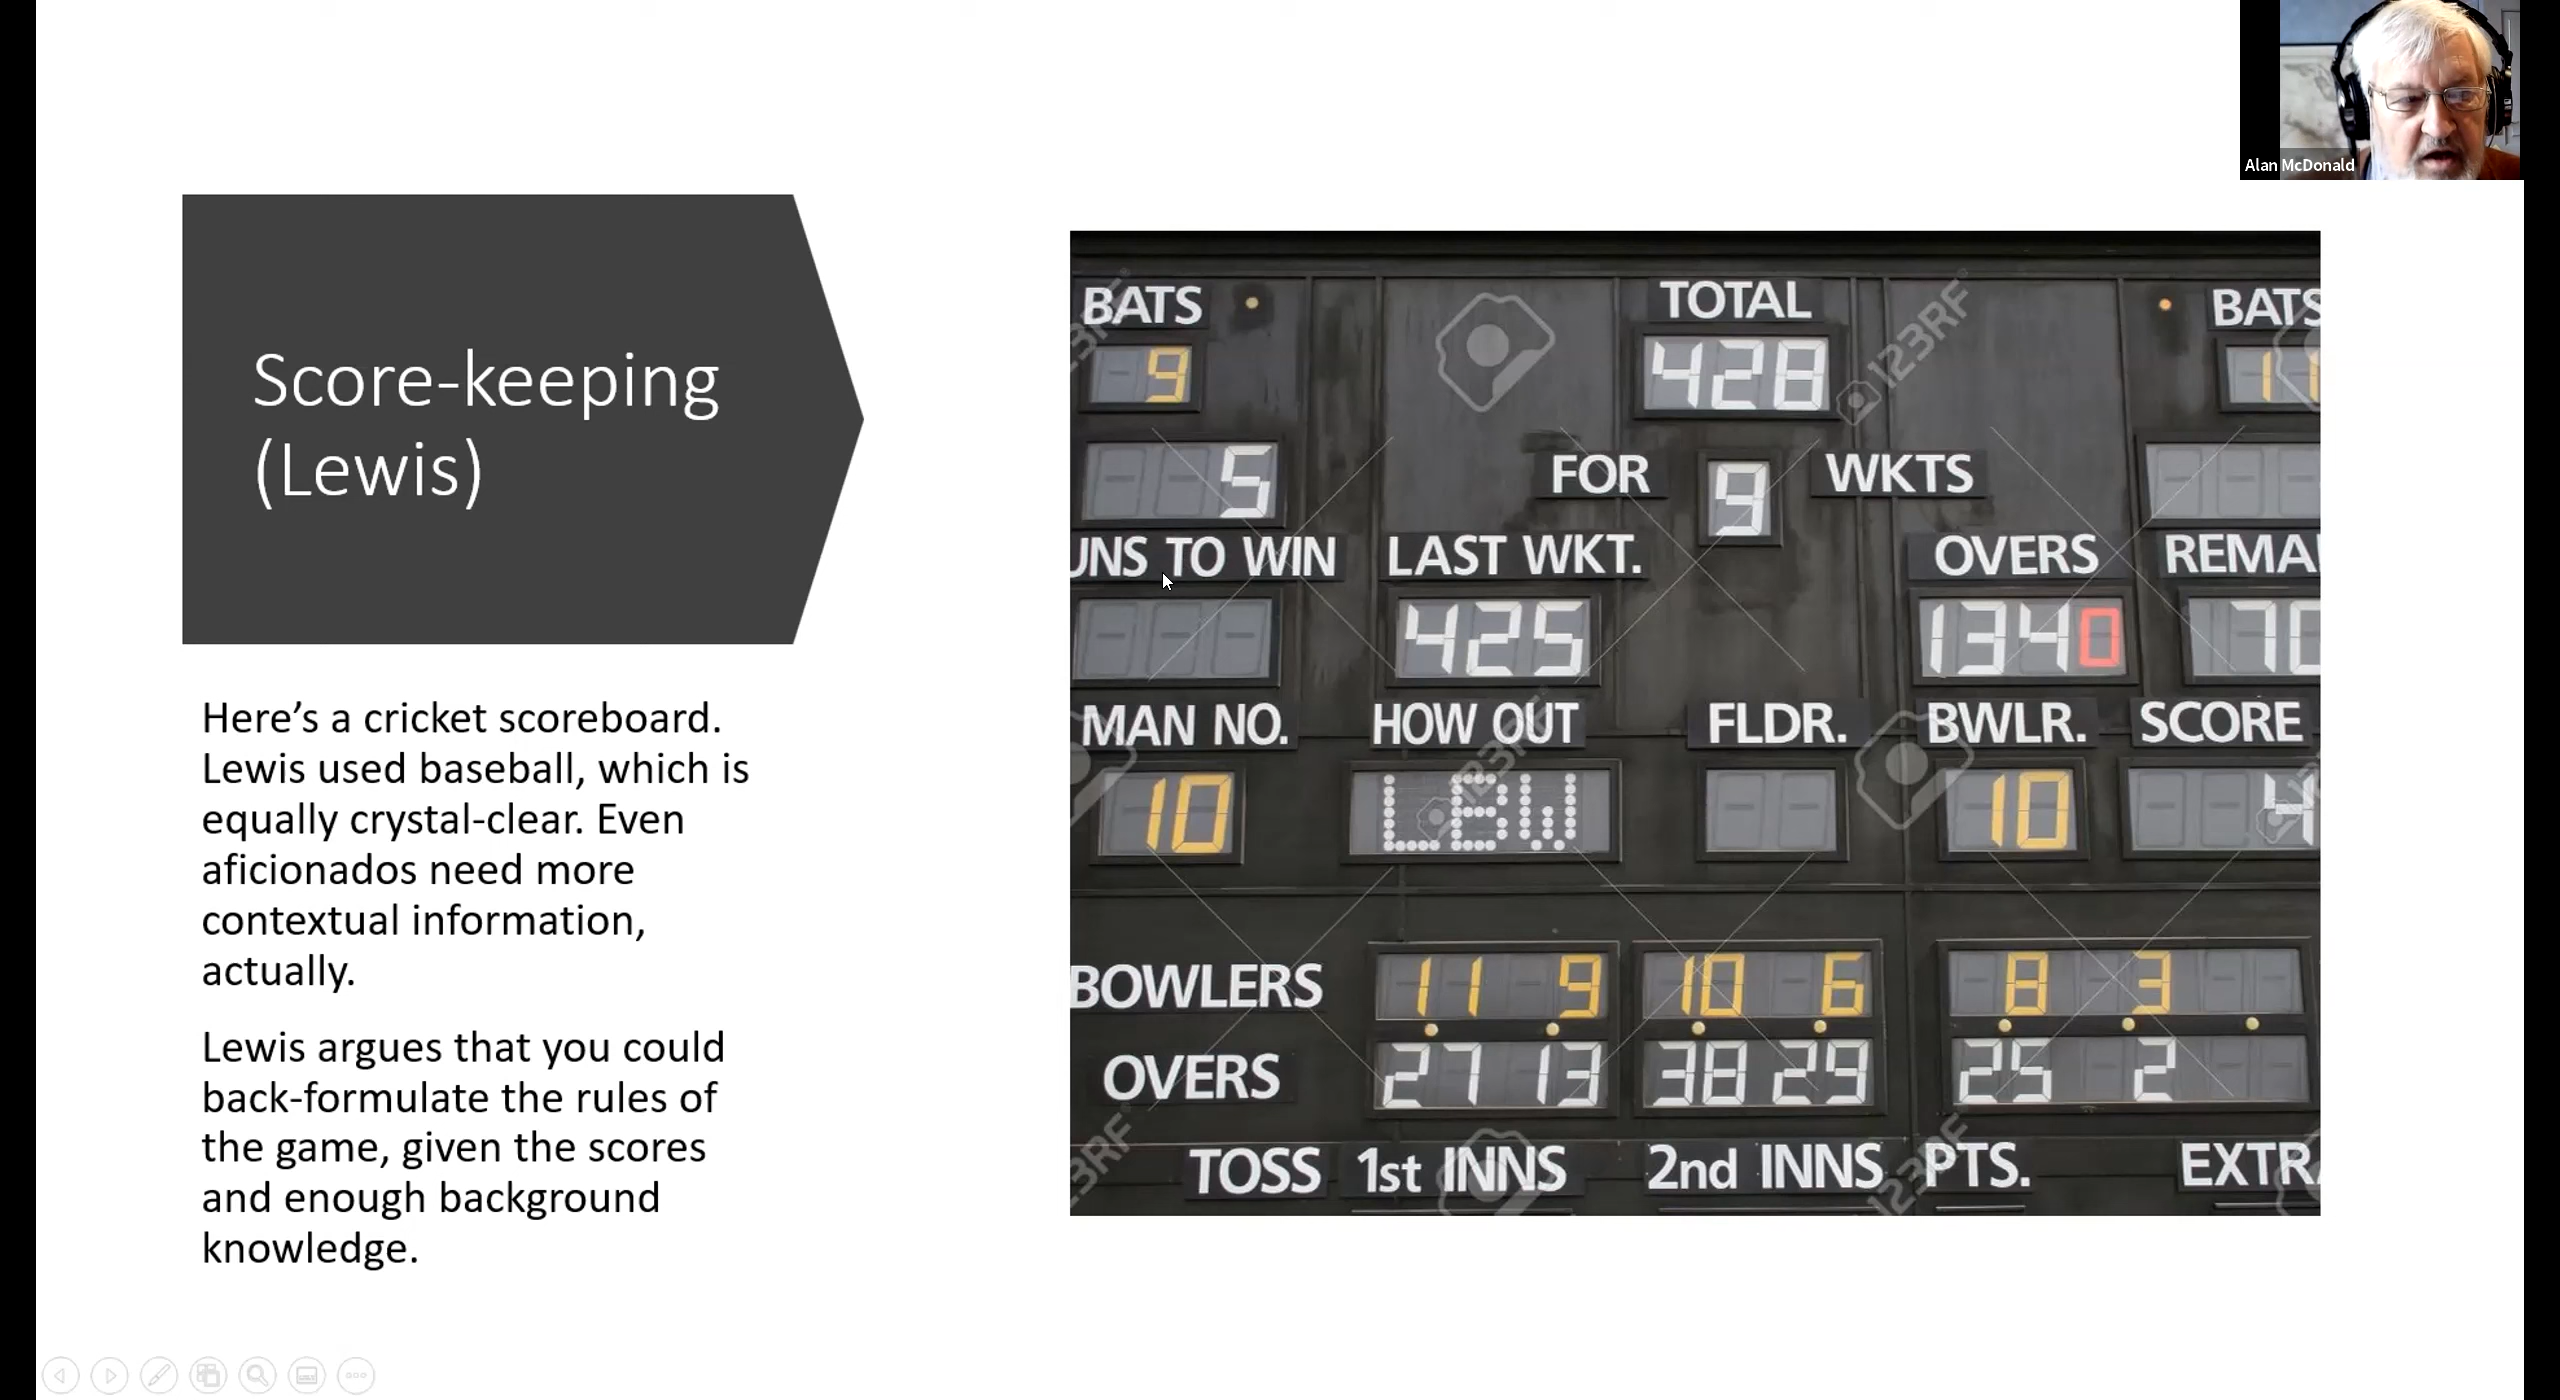 Alan McDonald
Score-keeping
(Lewis)
Here's a cricket scoreboard.
Lewis used baseball, which is
equally crystal-clear. Even
aficionados need more
contextual information,
actually.
Lewis argues that you could
back-formulate the rules of
the game, given the scores
and enough background
knowledge.
BATS TOTAL BATS
9 428 11
5 FOR 9 WKTS
UNS TO WIN LAST WKT. OVERS REMA
425 1340 70
MAN NO. HOW OUT FLDR. BWLR. SCORE
10 LBW 10 4
BOWLERS 11 9 10 6 8 3
OVERS 27 13 38 29 25 2
TOSS 1st INNS 2nd INNS PTS. EXTRA
123RF